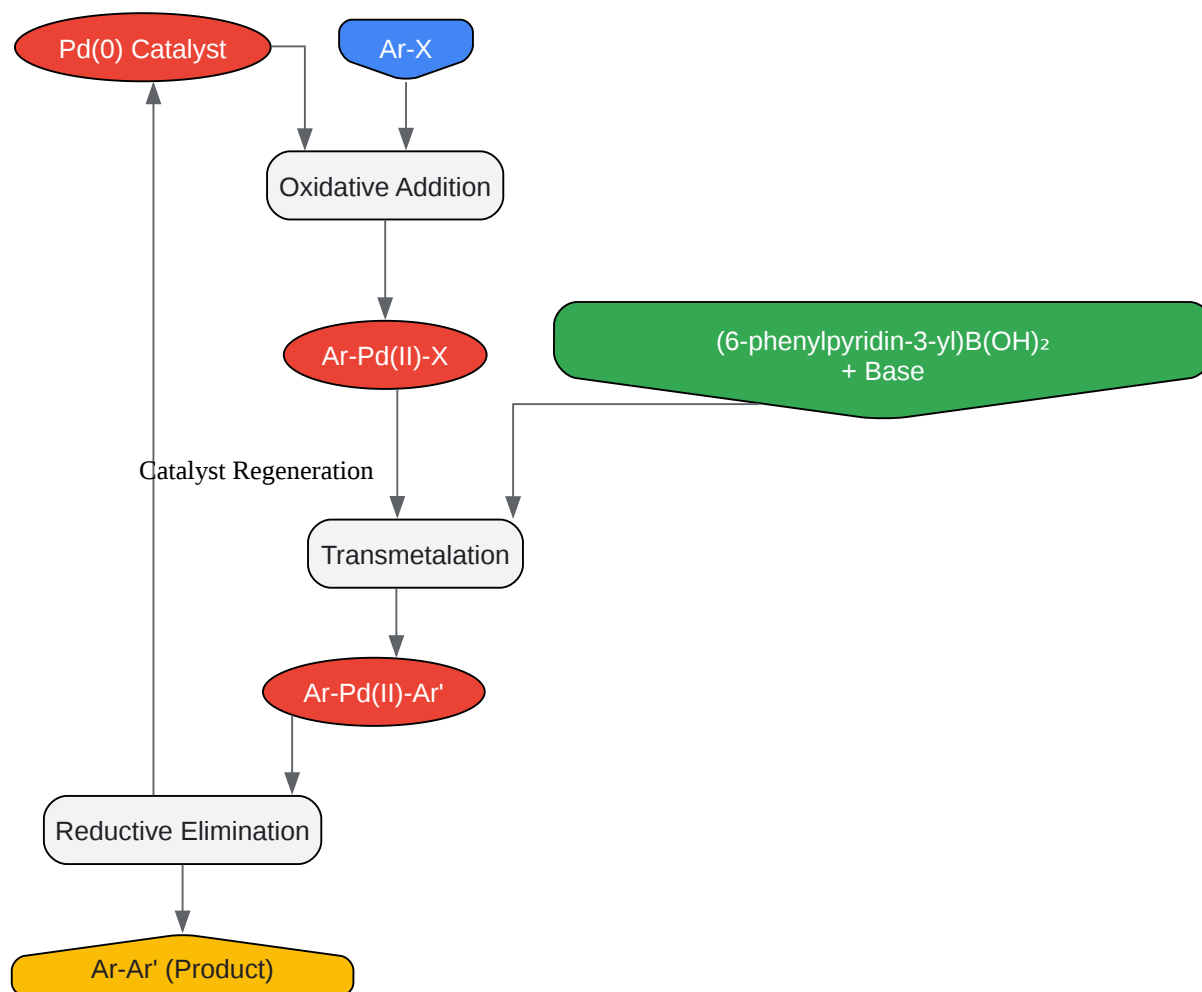 Pd(0) Catalyst
Ar-X
Oxidative Addition
Ar-Pd(II)-X
(6-phenylpyridin-3-yl)B(OH)₂
+ Base
Catalyst Regeneration
Transmetalation
Ar-Pd(II)-Ar'
Reductive Elimination
Ar-Ar' (Product)